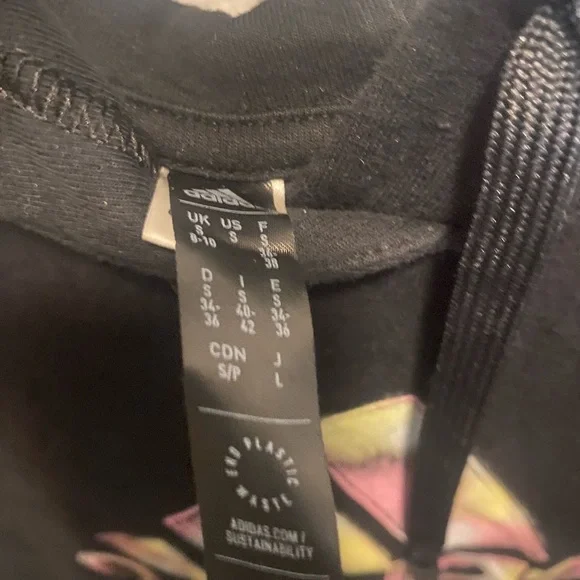 adidas
UK US F
S S S
8-10 36-
38
D I E
S S S
34- 40- 34-
36 42 36
CDN J
S/P L
END PLASTIC WASTE
ADIDAS.COM/
SUSTAINABILITY